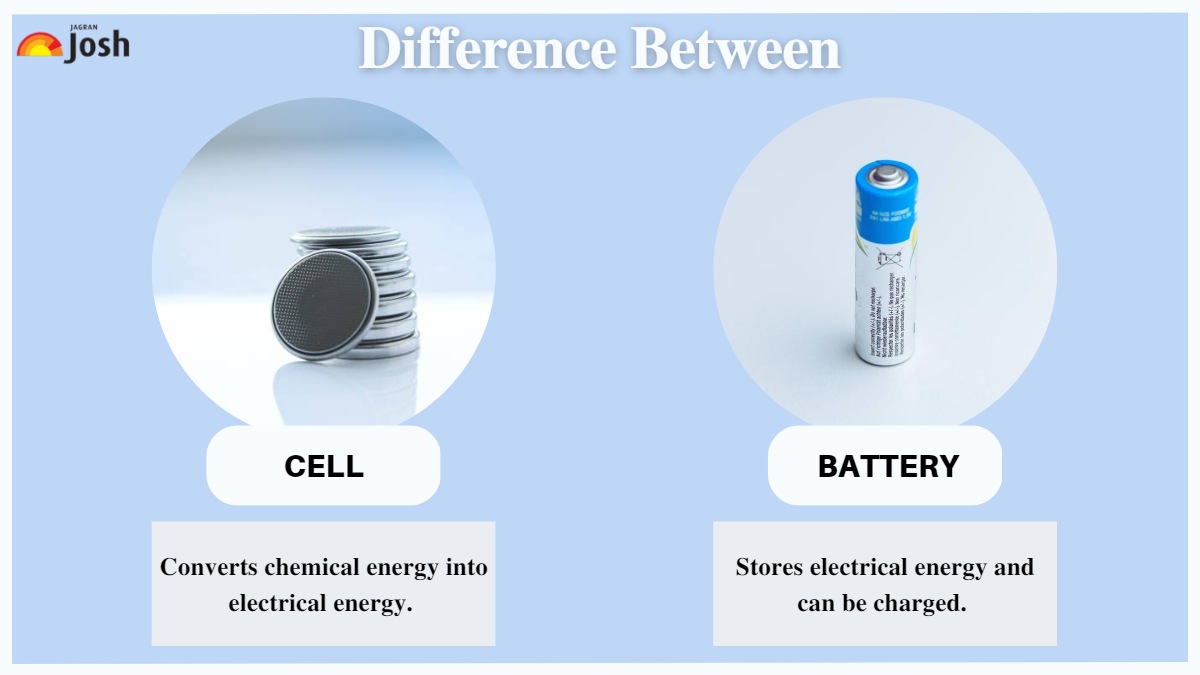 JAGRAN
Josh
Difference Between
CELL
BATTERY
Converts chemical energy into
electrical energy.
Stores electrical energy and
can be charged.